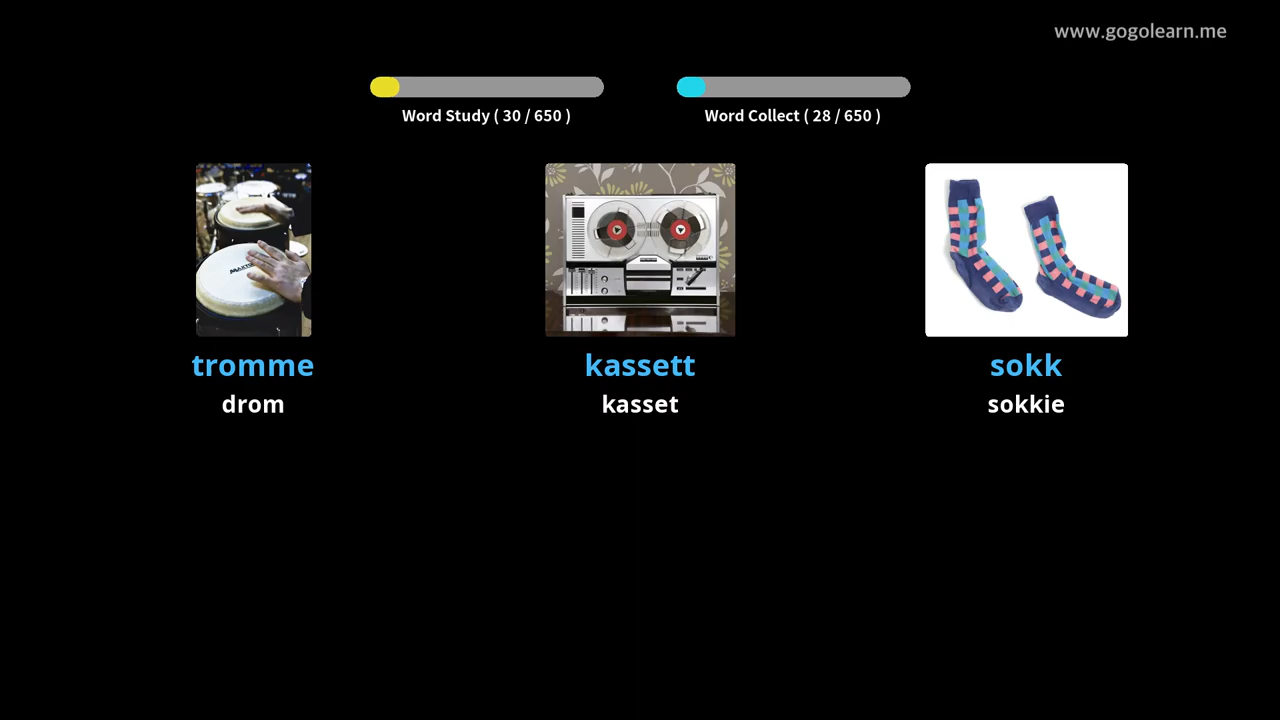 www.gogolearn.me
Word Study ( 30 / 650 )
Word Collect ( 28 / 650 )
tromme
drom
kassett
kasset
sokk
sokkie